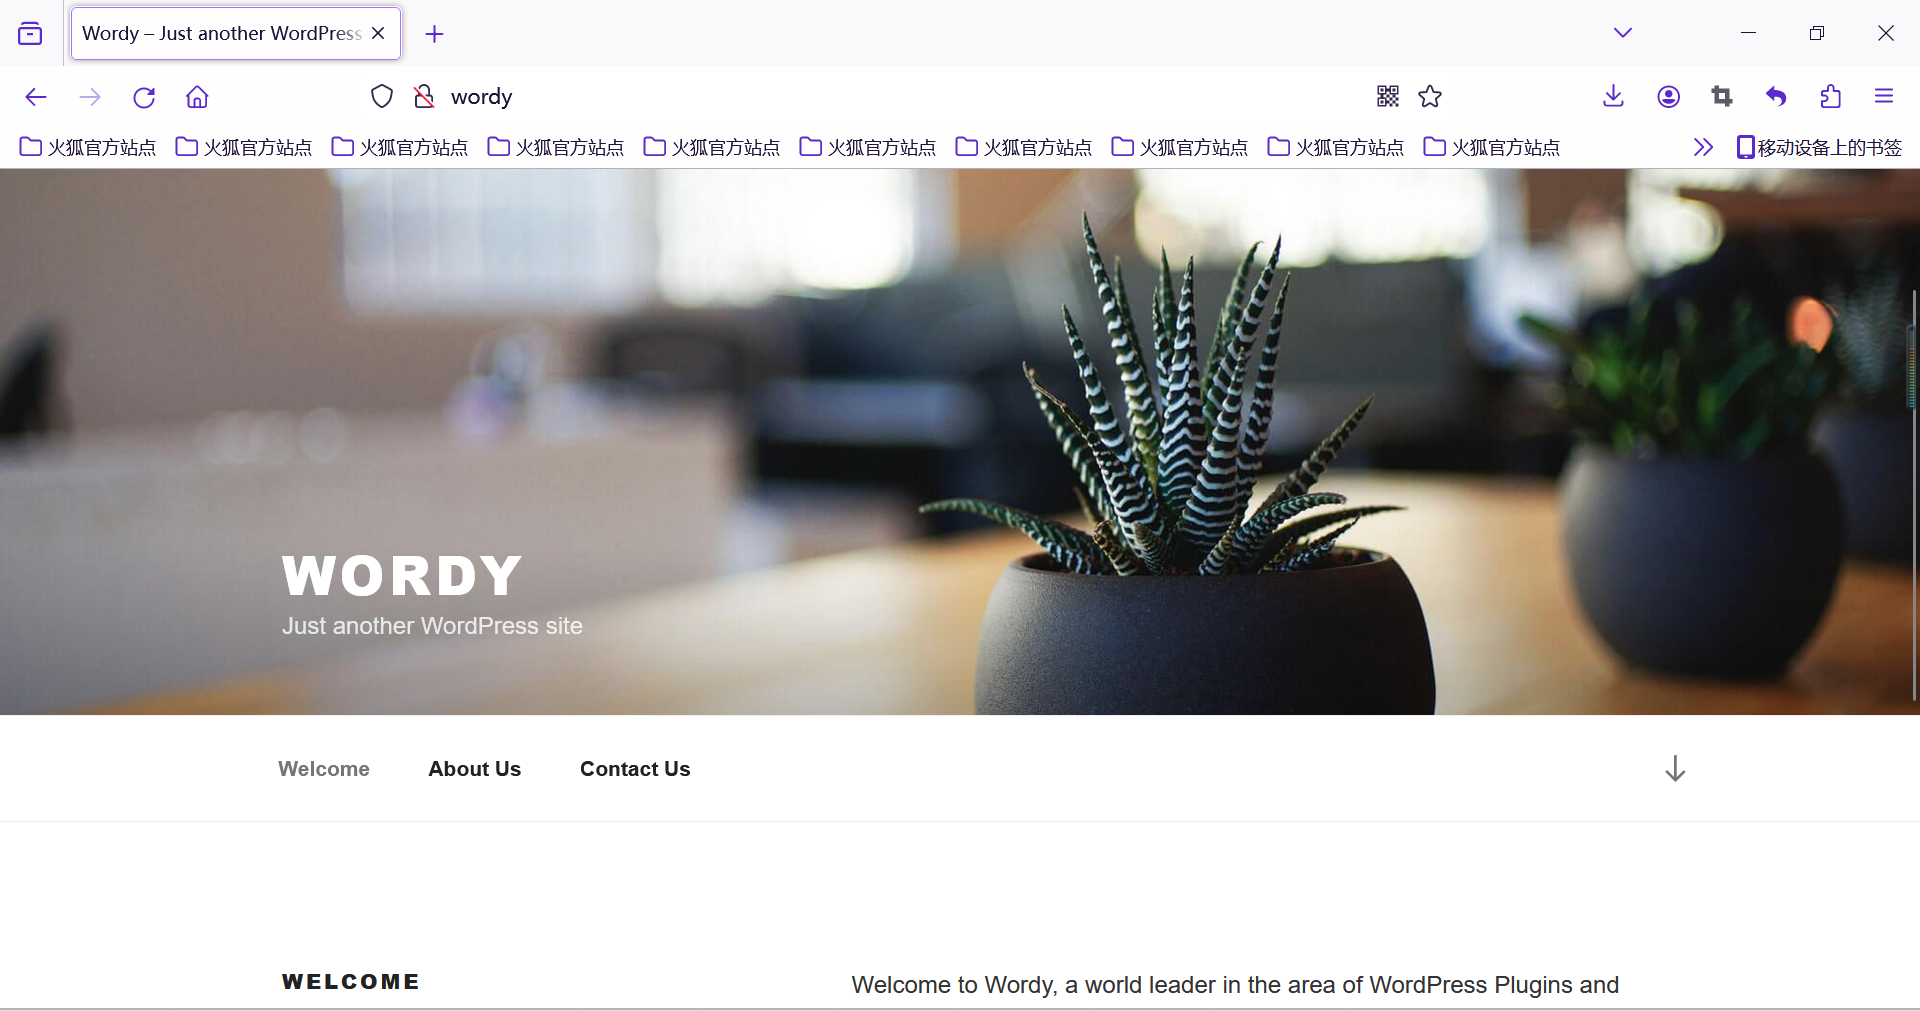 Wordy – Just another WordPress
wordy
火狐官方站点 火狐官方站点 火狐官方站点 火狐官方站点 火狐官方站点 火狐官方站点 火狐官方站点 火狐官方站点 火狐官方站点 火狐官方站点 移动设备上的书签
WORDY
Just another WordPress site
Welcome About Us Contact Us
WELCOME
Welcome to Wordy, a world leader in the area of WordPress Plugins and